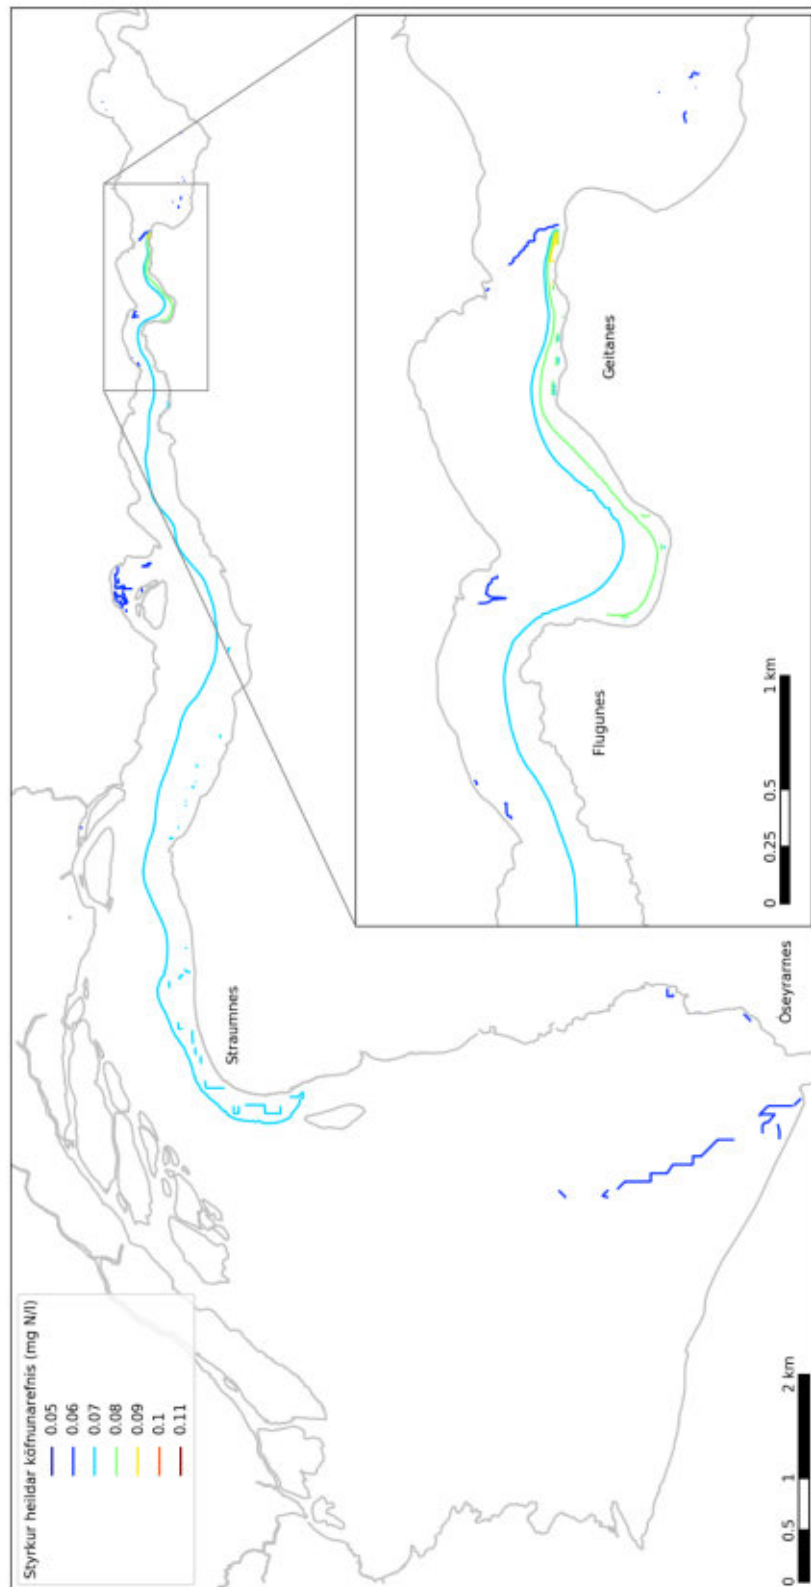 Styrkur heildar köfnunarefnis (mg N/l)
0.05
0.06
0.07
0.08
0.09
0.1
0.11
Straumnes
Óseyrarnes
Flugunes
Geitanes
0 0.25 0.5 1 km
0 0.5 1 2 km